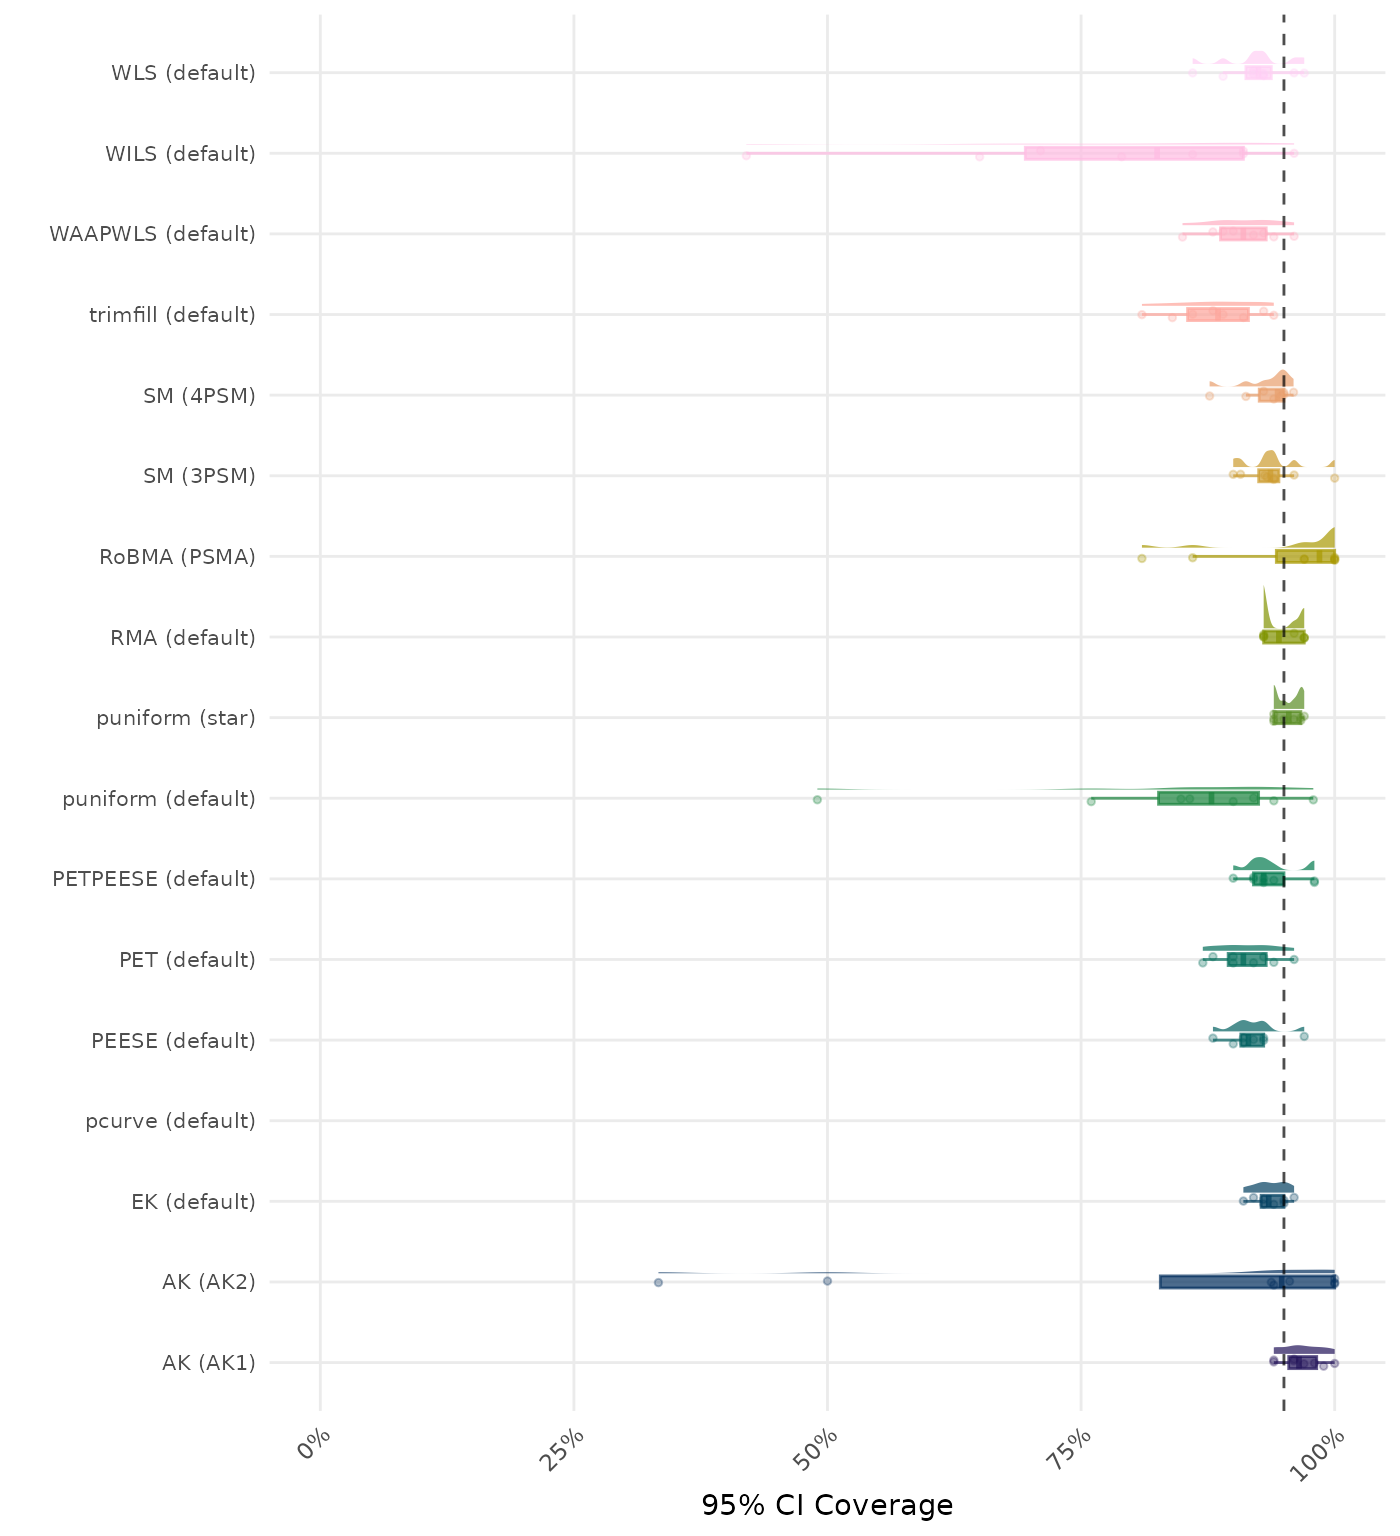 WLS (default)
WILS (default)
WAAPWLS (default)
trimfill (default)
SM (4PSM)
SM (3PSM)
RoBMA (PSMA)
RMA (default)
puniform (star)
puniform (default)
PETPEESE (default)
PET (default)
PEESE (default)
pcurve (default)
EK (default)
AK (AK2)
AK (AK1)
0% 25% 50% 75% 100%
95% CI Coverage